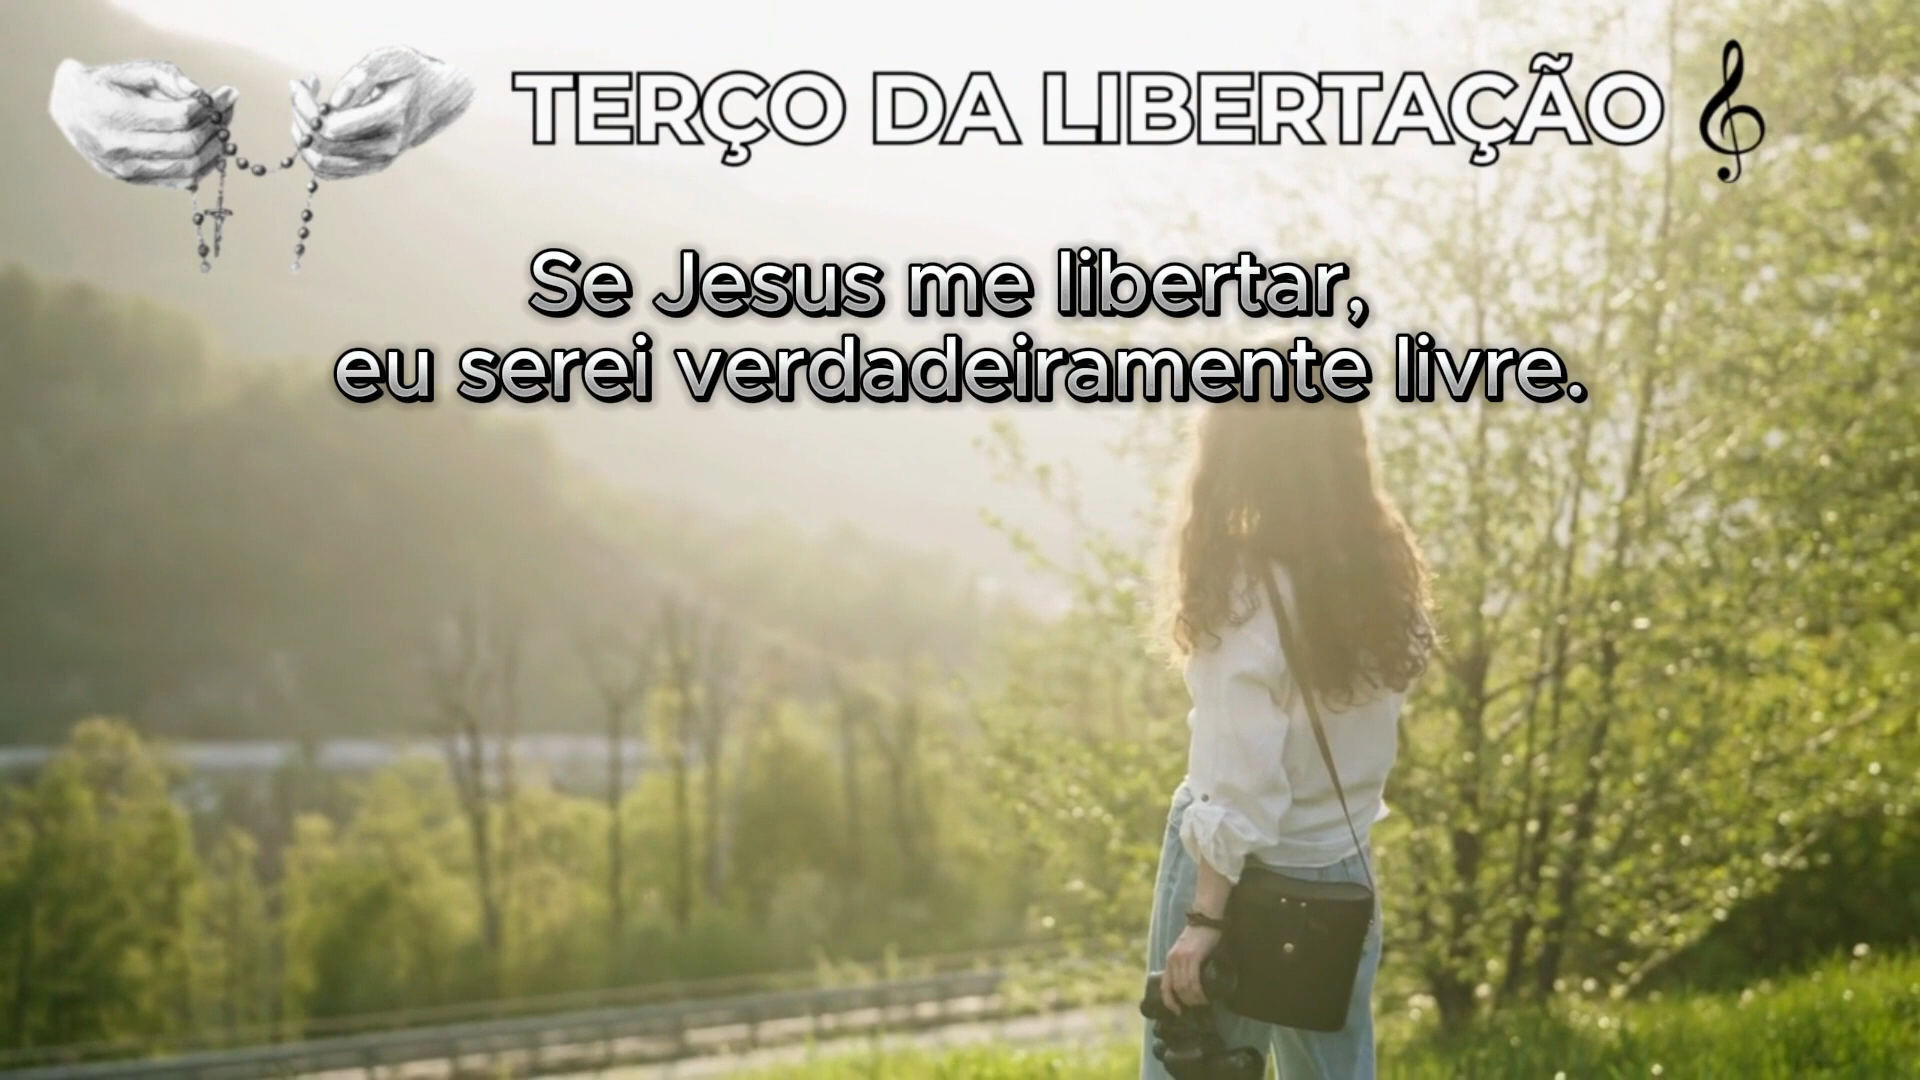 TERÇO DA LIBERTAÇÃO
Se Jesus me libertar,
eu serei verdadeiramente livre.